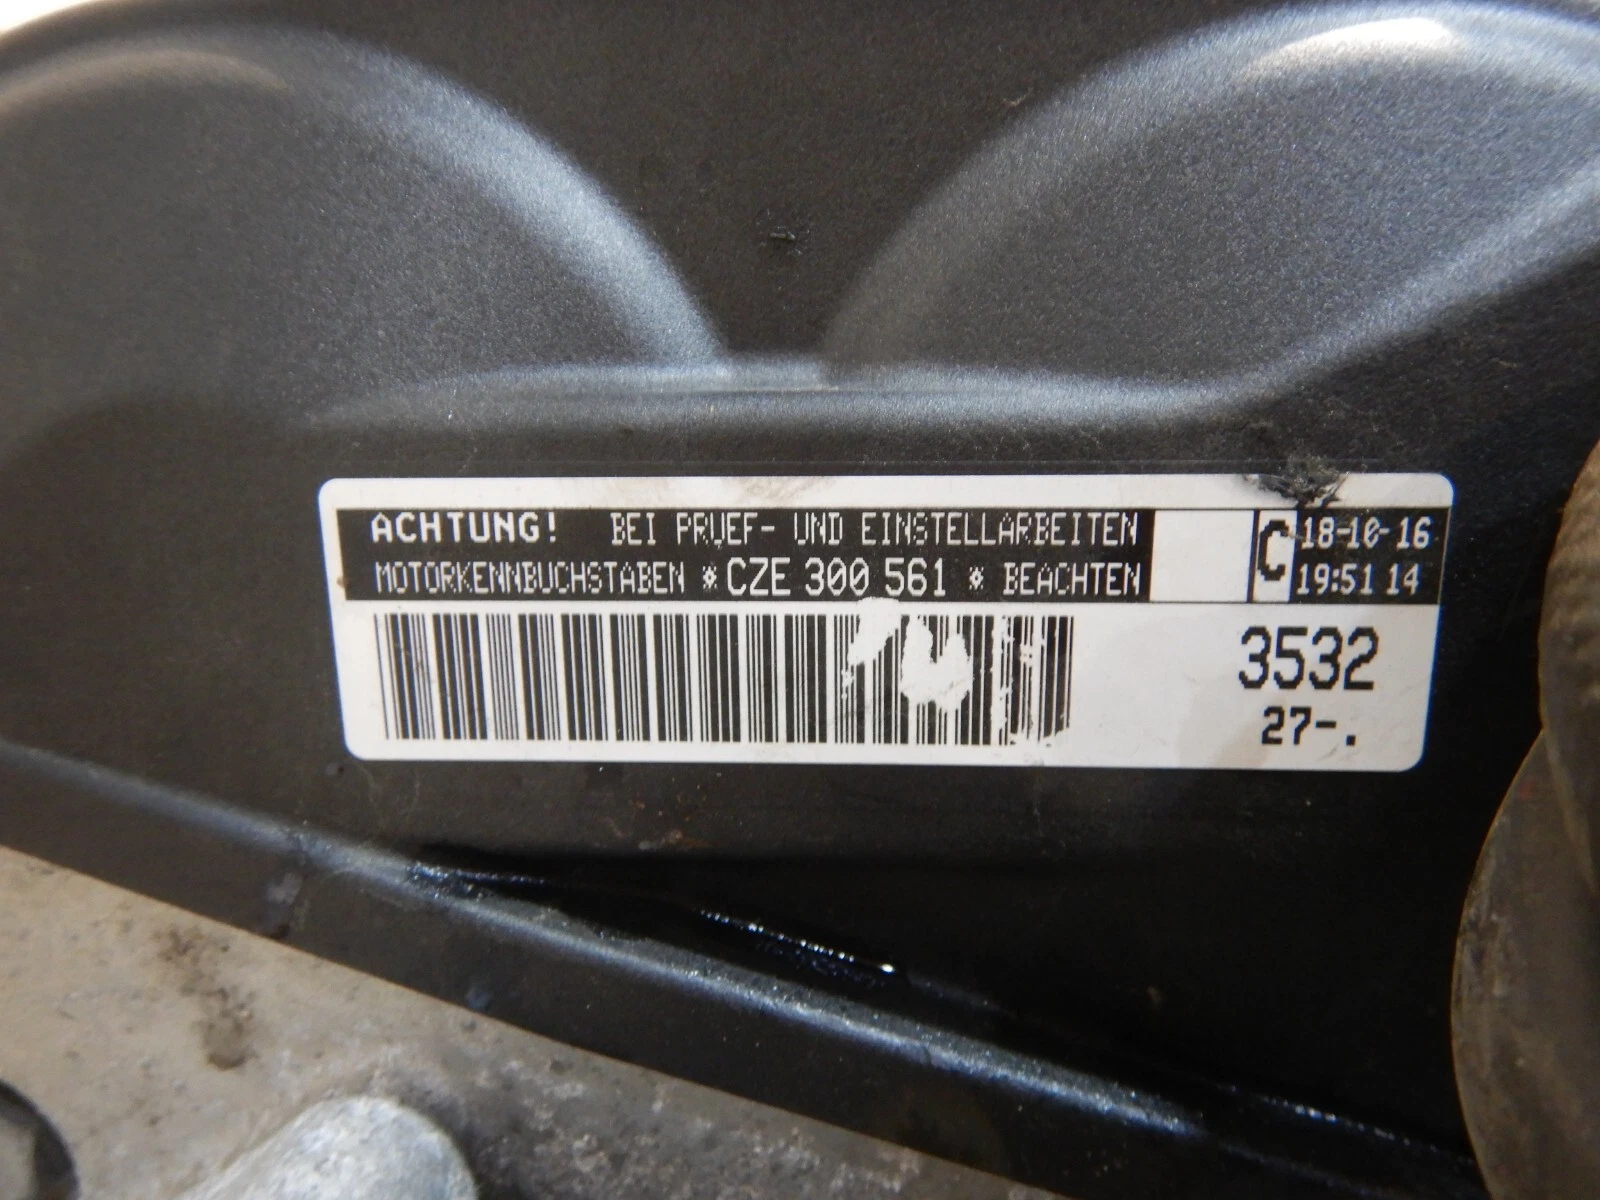 ACHTUNG! BEI PRUEF- UND EINSTELLARBEITEN
MOTORKENNBUCHSTABEN *CZE 300 561 * BEACHTEN
C
18-10-16
19:51 14
3532
27-.